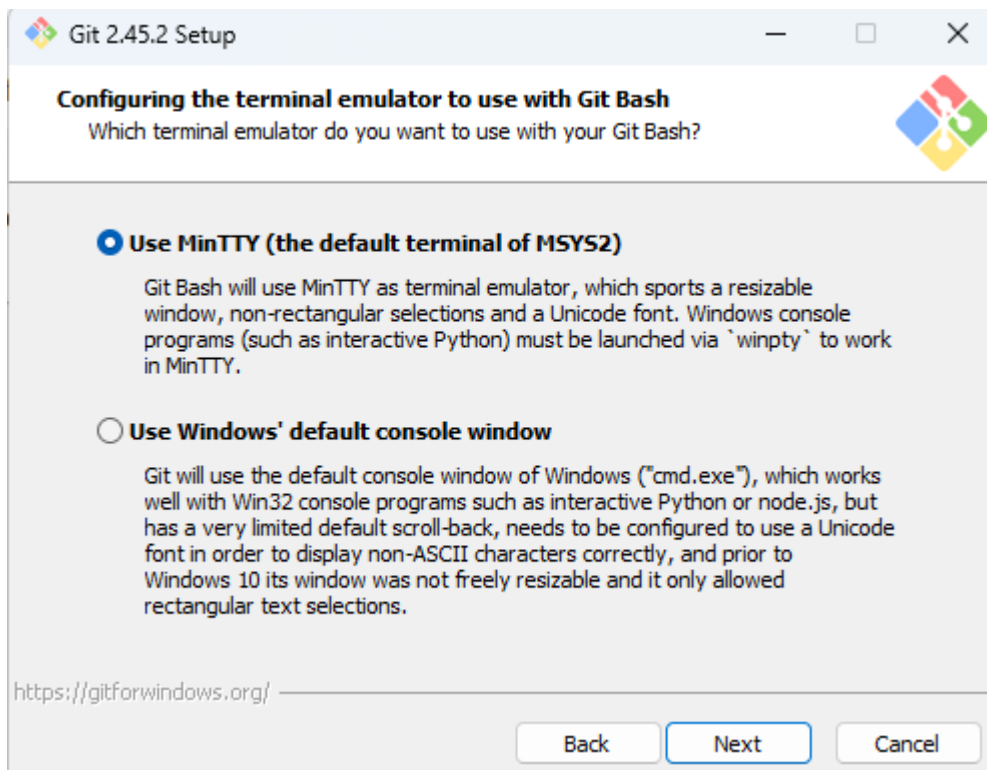 Git 2.45.2 Setup
Configuring the terminal emulator to use with Git Bash
Which terminal emulator do you want to use with your Git Bash?
Use MinTTY (the default terminal of MSYS2)
Git Bash will use MinTTY as terminal emulator, which sports a resizable
window, non-rectangular selections and a Unicode font. Windows console
programs (such as interactive Python) must be launched via `winpty` to work
in MinTTY.
Use Windows' default console window
Git will use the default console window of Windows ("cmd.exe"), which works
well with Win32 console programs such as interactive Python or node.js, but
has a very limited default scroll-back, needs to be configured to use a Unicode
font in order to display non-ASCII characters correctly, and prior to
Windows 10 its window was not freely resizable and it only allowed
rectangular text selections.
https://gitforwindows.org/
Back Next Cancel